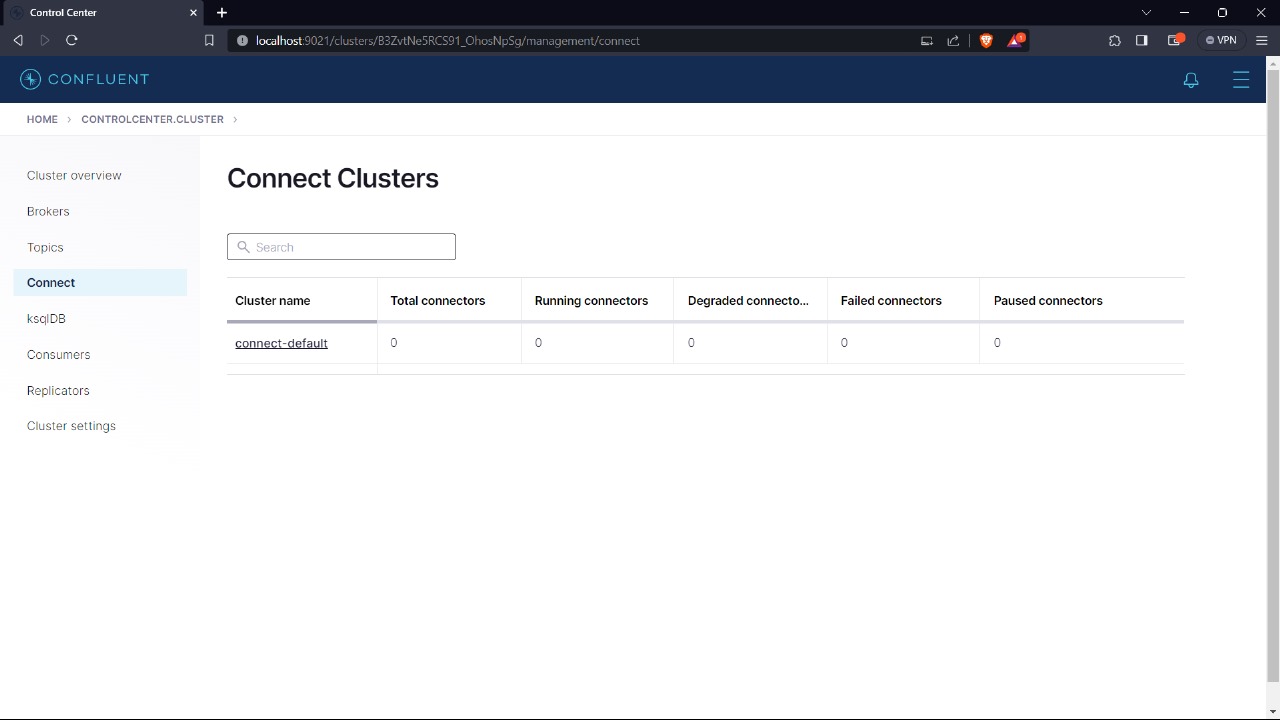 Control Center
localhost:9021/clusters/B3ZvtNe5RCS91_OhosNpSg/management/connect
1
VPN
CONFLUENT
HOME > CONTROLCENTER.CLUSTER >
Cluster overview
Brokers
Topics
Connect
ksqlDB
Consumers
Replicators
Cluster settings
Connect Clusters
Search
Cluster name Total connectors Running connectors Degraded connecto... Failed connectors Paused connectors
connect-default 0 0 0 0 0